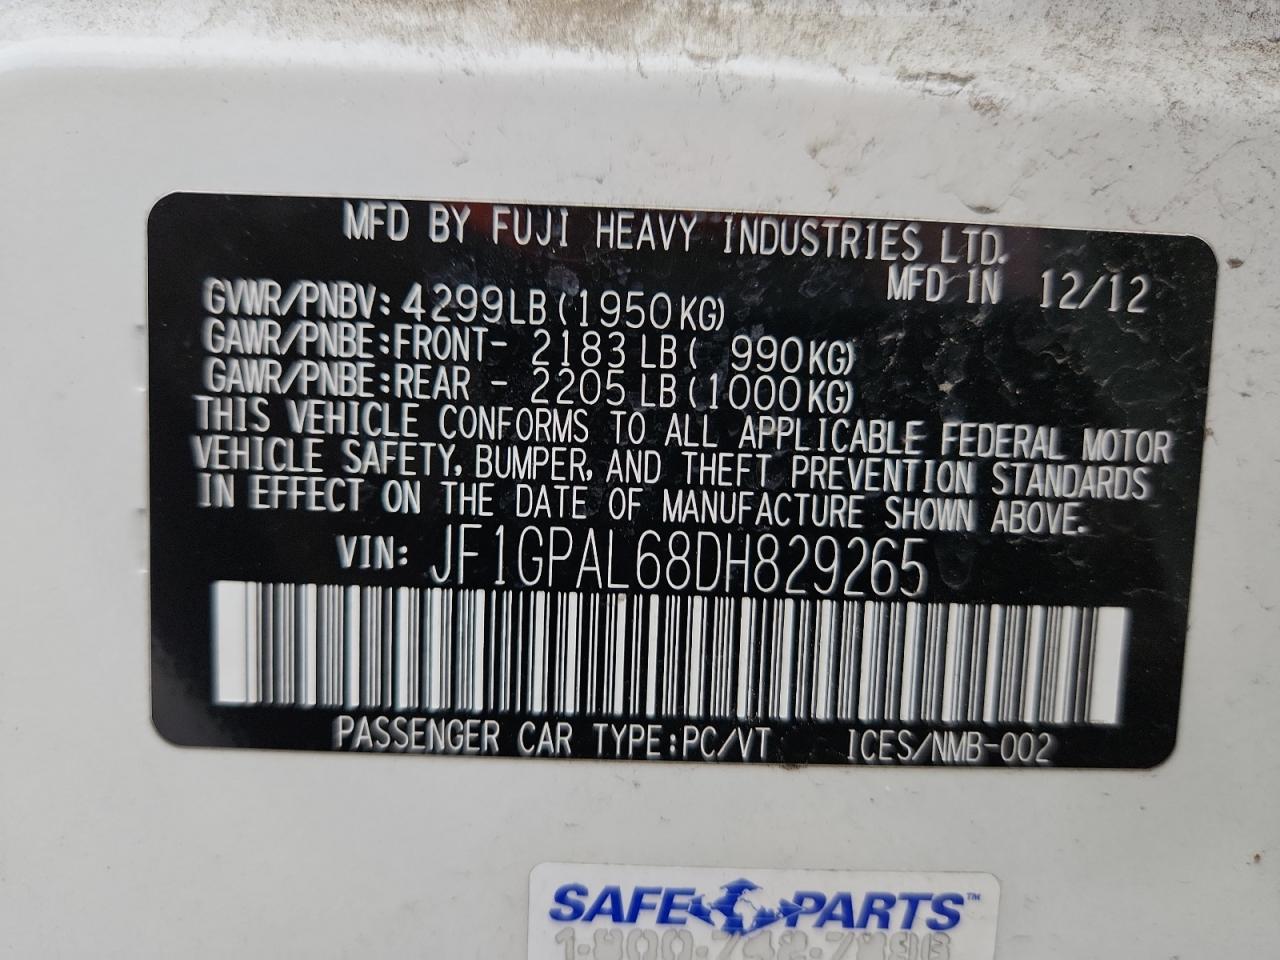 MFD BY FUJI HEAVY INDUSTRIES LTD.
MFD IN 12/12
GVWR/PNBV: 4299LB (1950KG)
GAWR/PNBE:FRONT- 2183LB ( 990KG)
GAWR/PNBE:REAR - 2205LB (1000KG)
THIS VEHICLE CONFORMS TO ALL APPLICABLE FEDERAL MOTOR
VEHICLE SAFETY, BUMPER, AND THEFT PREVENTION STANDARDS
IN EFFECT ON THE DATE OF MANUFACTURE SHOWN ABOVE.
VIN: JF1GPAL68DH829265
PASSENGER CAR TYPE:PC/VT ICES/NMB-002
SAFE PARTS™